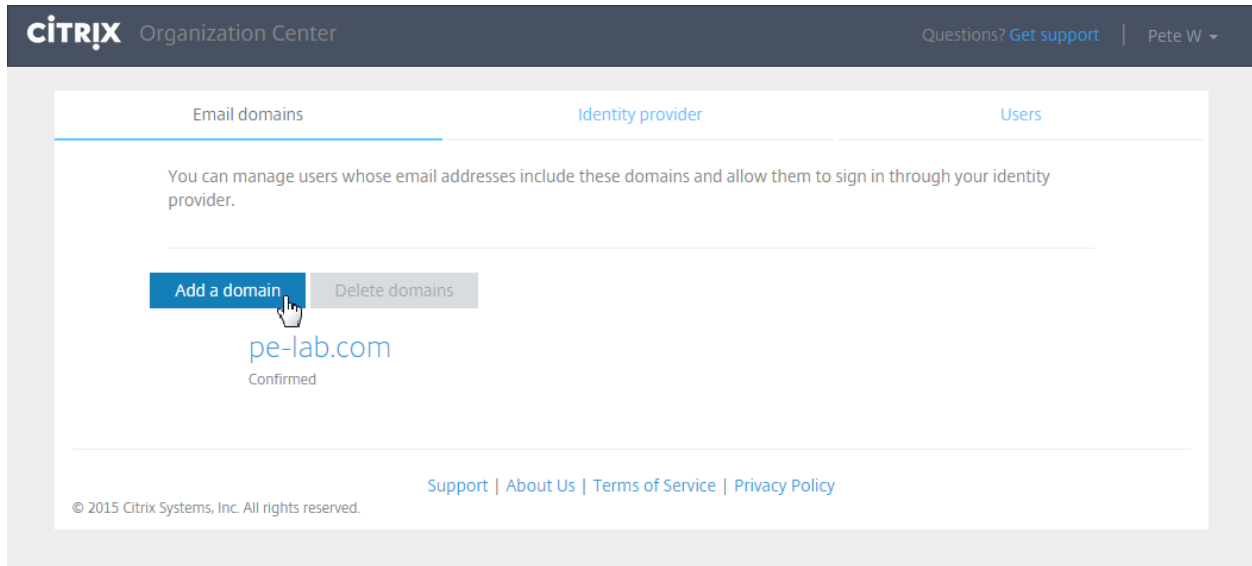 CITRIX Organization Center
Questions? Get support | Pete W
Email domains
Identity provider
Users
You can manage users whose email addresses include these domains and allow them to sign in through your identity
provider.
Add a domain
Delete domains
pe-lab.com
Confirmed
Support | About Us | Terms of Service | Privacy Policy
© 2015 Citrix Systems, Inc. All rights reserved.